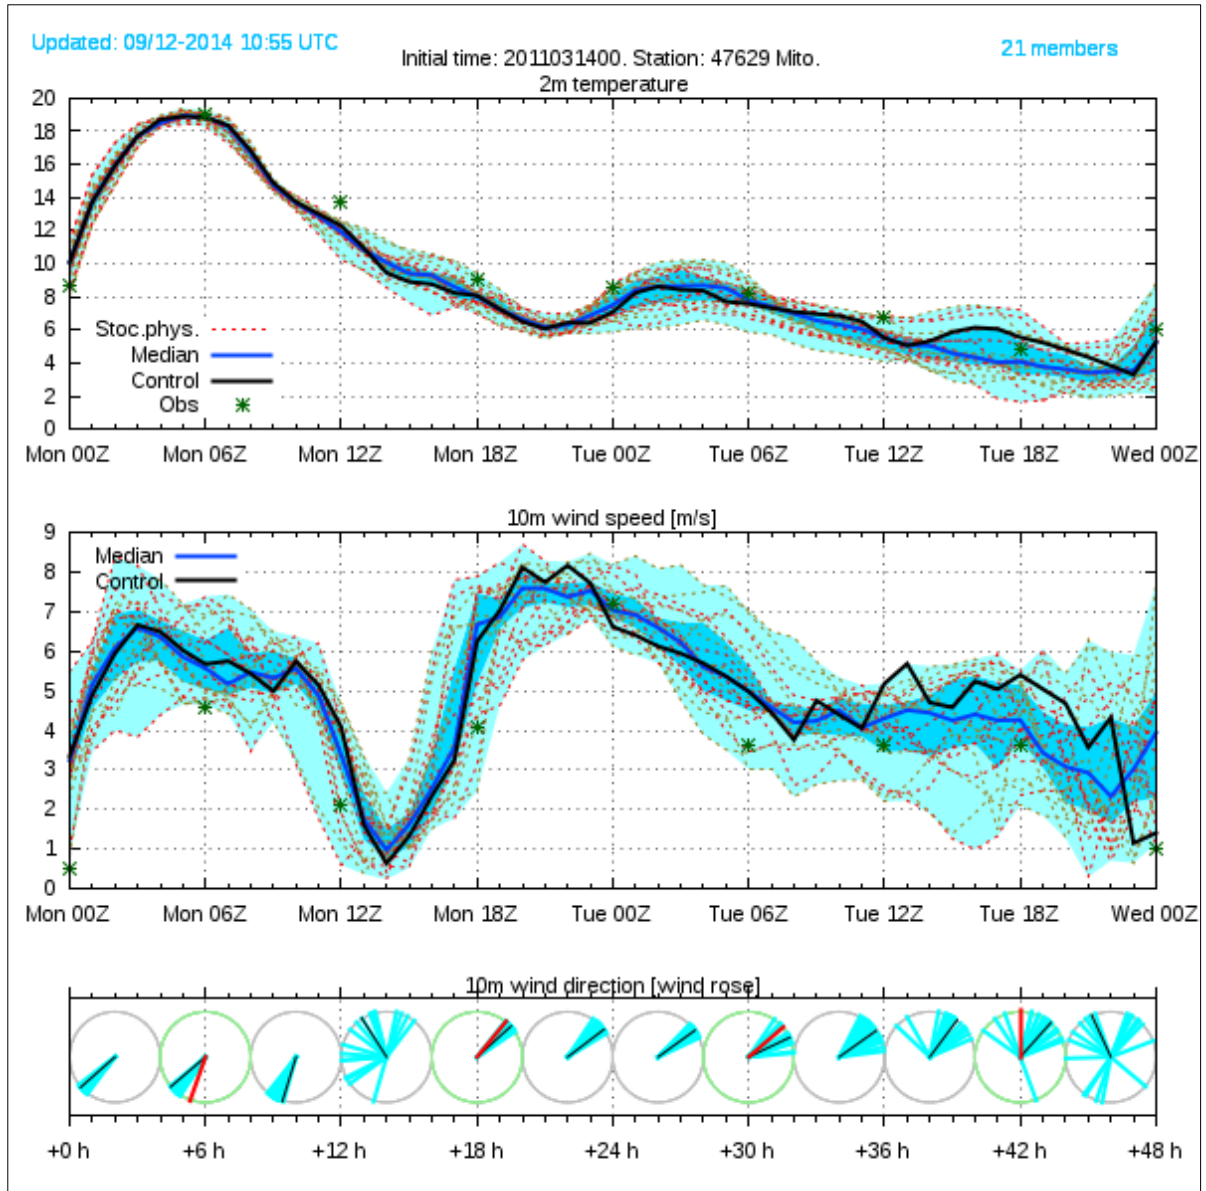 Updated: 09/12-2014 10:55 UTC
Initial time: 2011031400. Station: 47629 Mito.
21 members
2m temperature
20
18
16
14
12
10
8
6
4
2
0
Stoc.phys.
Median
Control
Obs
Mon 00Z Mon 06Z Mon 12Z Mon 18Z Tue 00Z Tue 06Z Tue 12Z Tue 18Z Wed 00Z
10m wind speed [m/s]
9
8
7
6
5
4
3
2
1
0
Median
Control
Mon 00Z Mon 06Z Mon 12Z Mon 18Z Tue 00Z Tue 06Z Tue 12Z Tue 18Z Wed 00Z
10m wind direction [wind rose]
+0 h +6 h +12 h +18 h +24 h +30 h +36 h +42 h +48 h